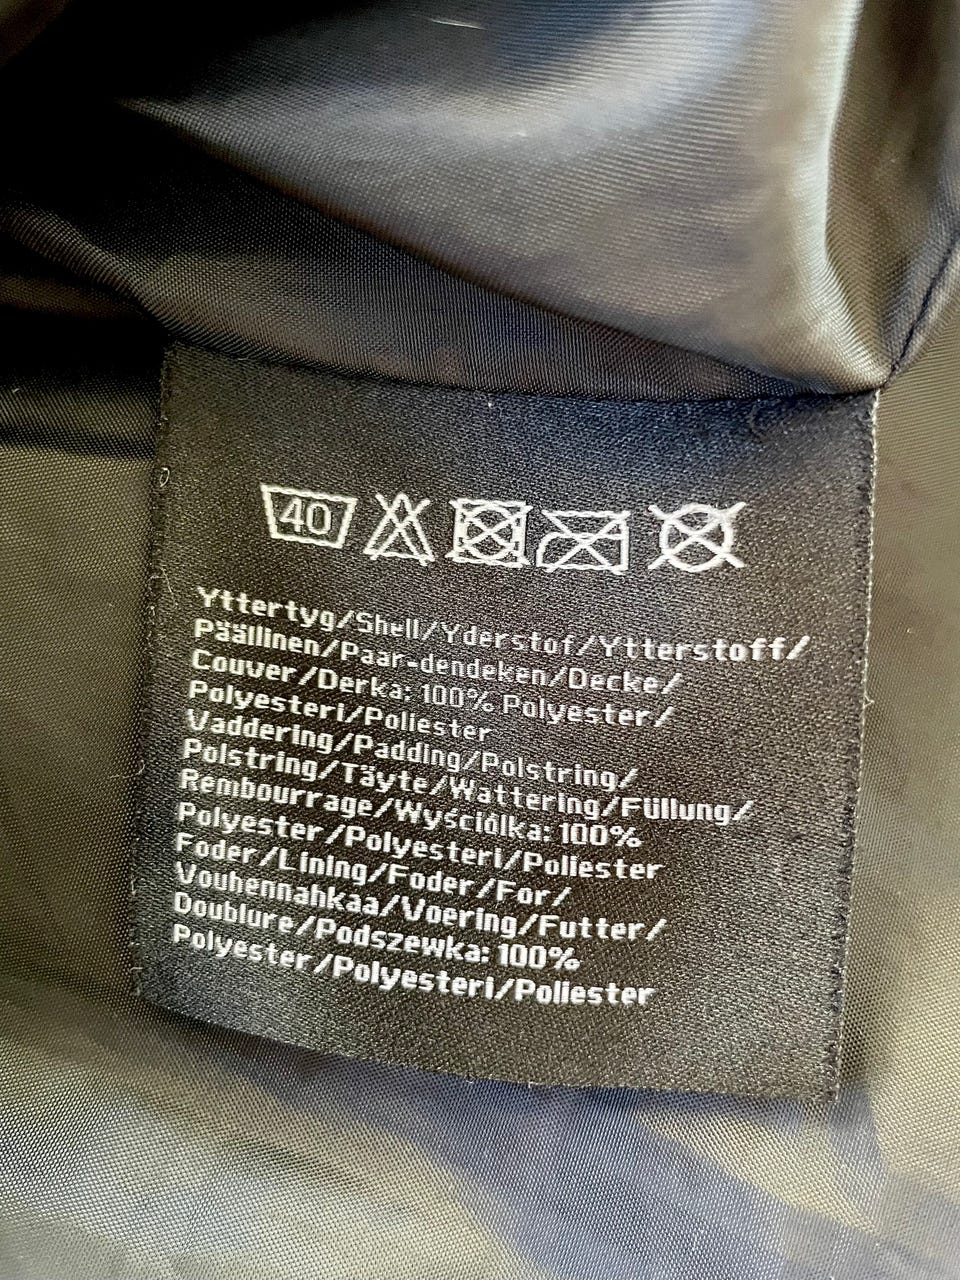 40
Yttertyg/Shell/Yderstof/Ytterstoff/
Päällinen/Paar-dendeken/Decke/
Couver/Derka: 100% Polyester/
Polyesteri/Poliester
Vaddering/Padding/Polstring/
Polstring/Täyte/Wattering/Füllung/
Rembourrage/Wyściółka: 100%
Polyester/Polyesteri/Poliester
Foder/Lining/Foder/For/
Vouhennahkaa/Voering/Futter/
Doublure/Podszewka: 100%
Polyester/Polyesteri/Poliester